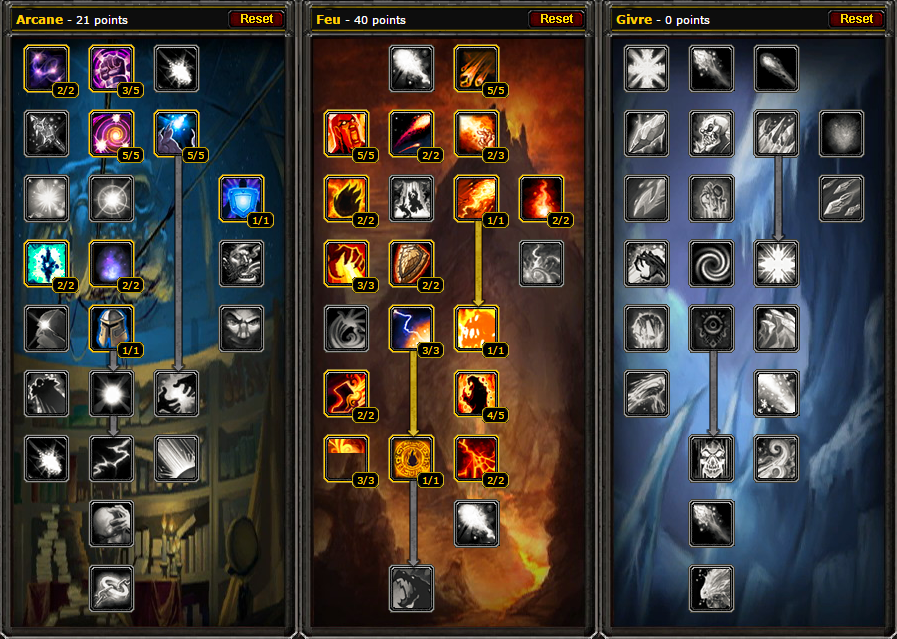 Arcane - 21 points Reset
2/2 3/5
5/5 5/5
1/1
2/2 2/2
1/1
Feu - 40 points Reset
5/5
5/5 2/2 2/3
2/2 1/1 2/2
3/3 2/2
3/3 1/1
2/2 4/5
3/3 1/1 2/2
Givre - 0 points Reset